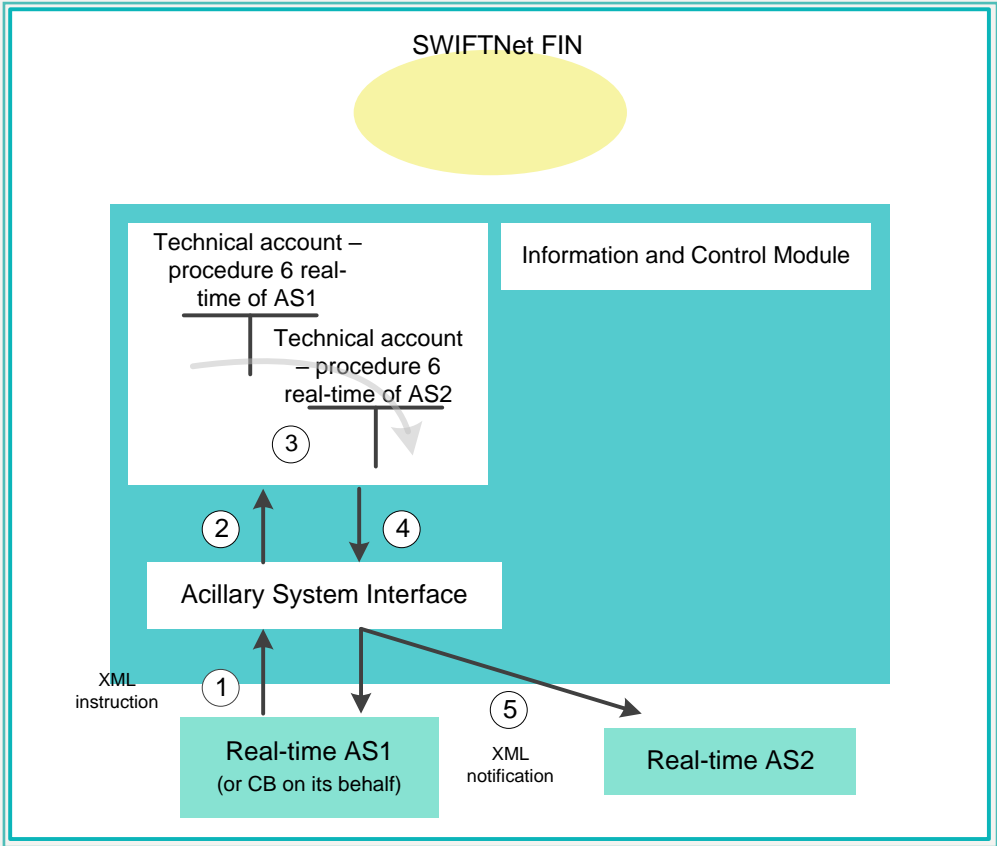 SWIFTNet FIN
Technical account –
procedure 6 real-
time of AS1
Information and Control Module
Technical account
– procedure 6
real-time of AS2
3
2
4
Acillary System Interface
XML
instruction
1
5
XML
notification
Real-time AS1
(or CB on its behalf)
Real-time AS2